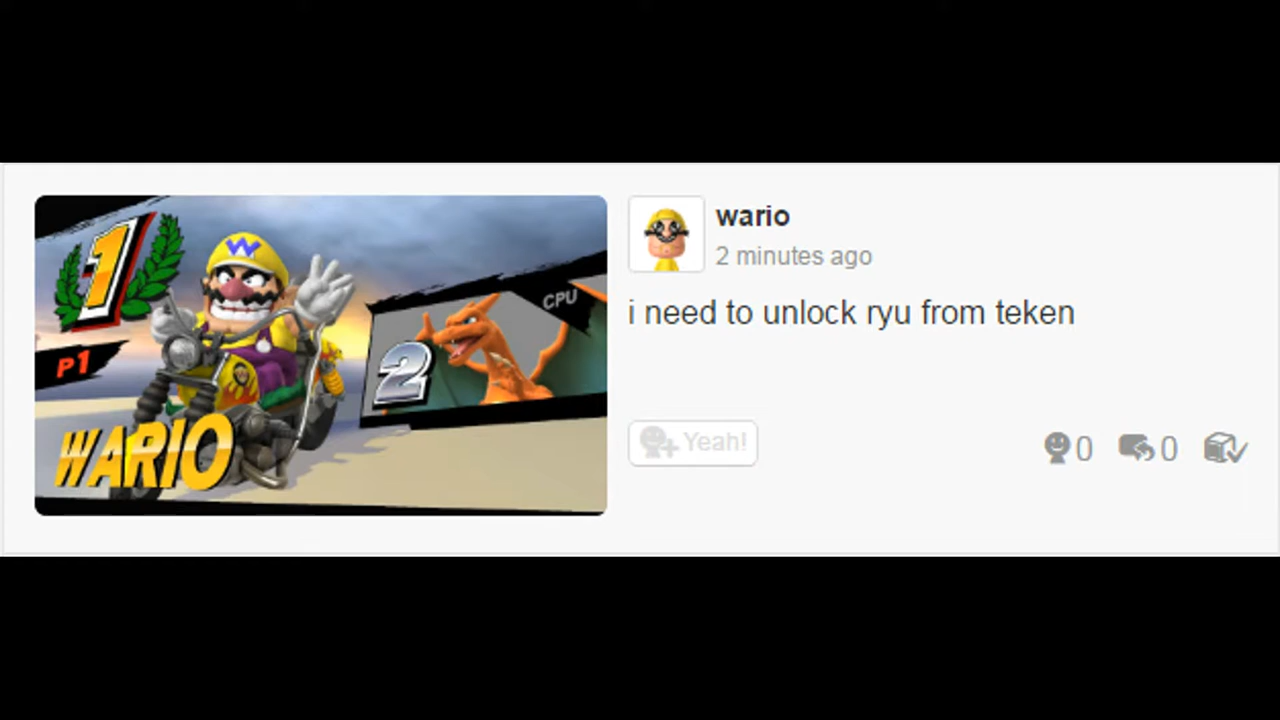 1
P1
W
WARIO
2
CPU
wario
2 minutes ago
i need to unlock ryu from teken
Yeah!
0
0